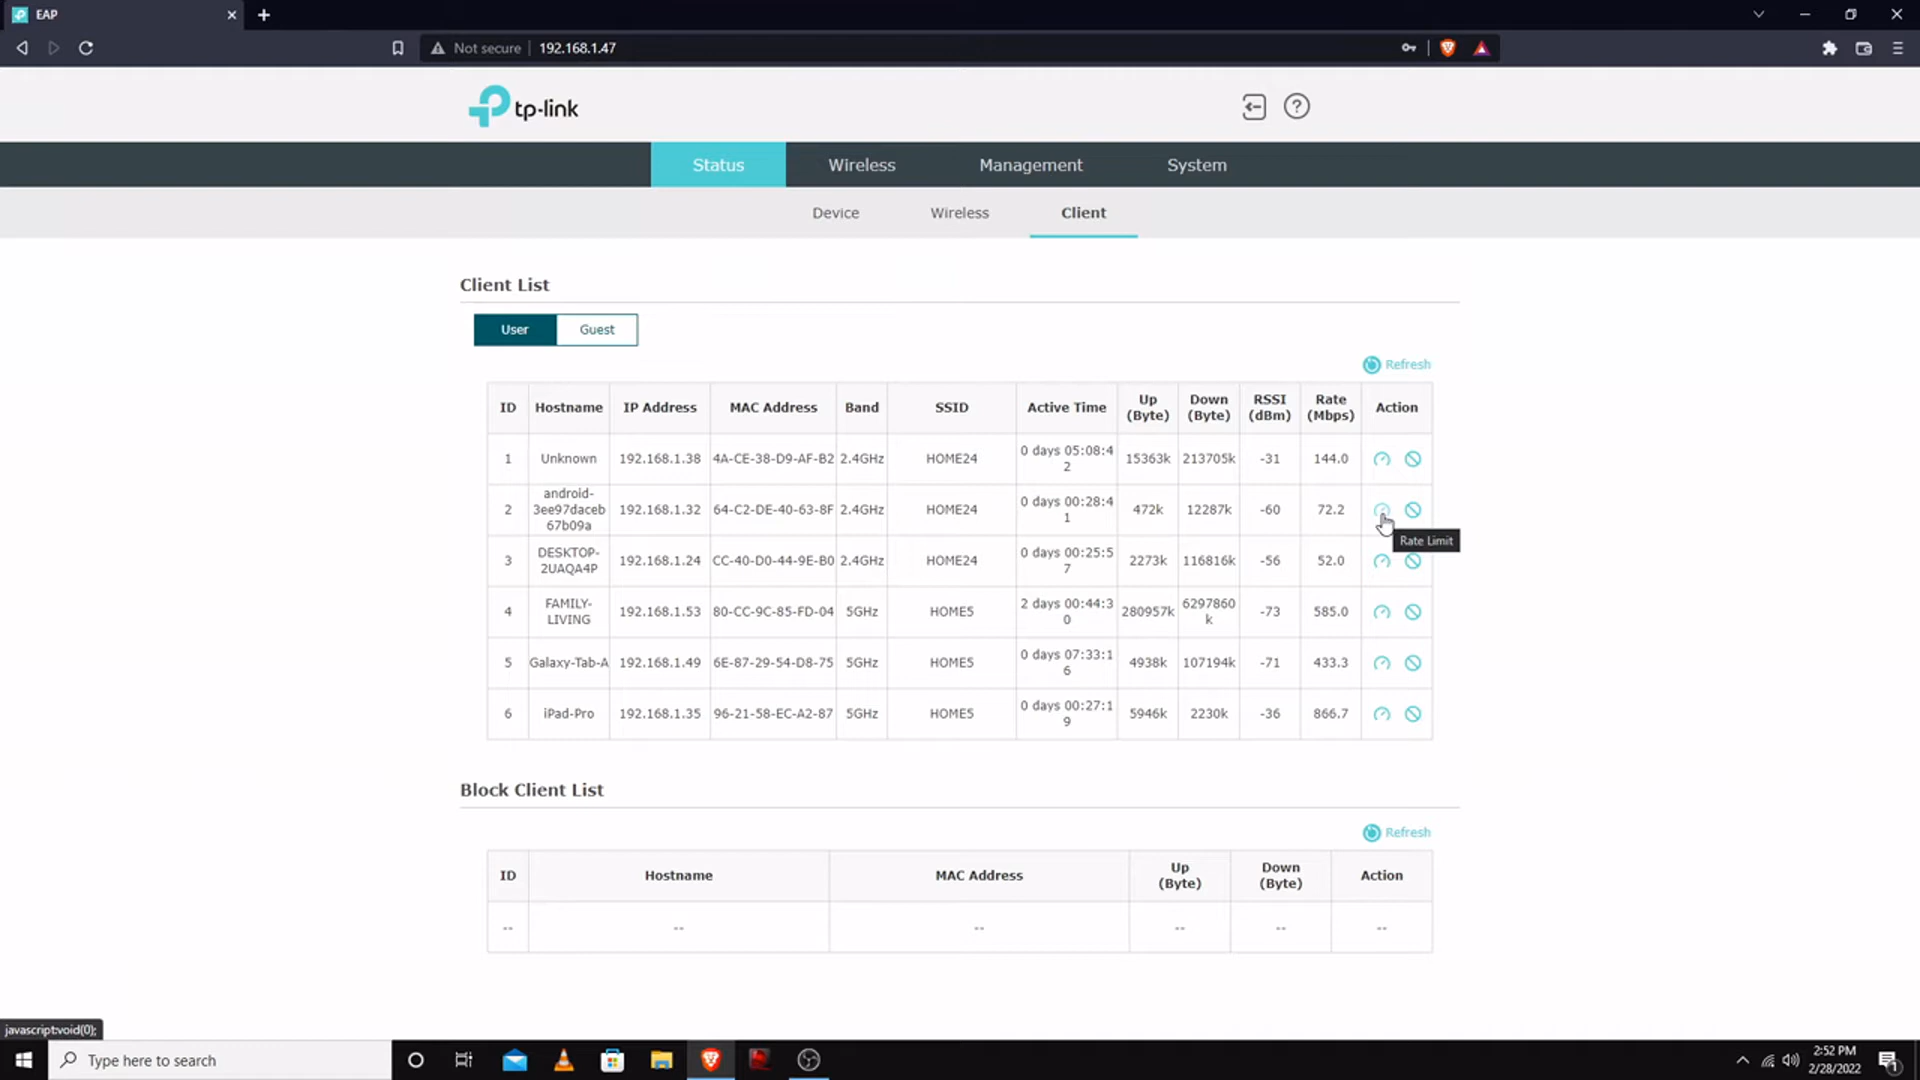 EAP
Not secure
192.168.1.47
tp-link
Status
Wireless
Management
System
Device
Wireless
Client
Client List
User
Guest
Refresh
ID Hostname IP Address MAC Address Band SSID Active Time Up (Byte) Down (Byte) RSSI (dBm) Rate (Mbps) Action
1 Unknown 192.168.1.38 4A-CE-38-D9-AF-B2 2.4GHz HOME24 0 days 05:08:42 15363k 213705k -31 144.0
2 android-3ee97daceb67b09a 192.168.1.32 64-C2-DE-40-63-8F 2.4GHz HOME24 0 days 00:28:41 472k 12287k -60 72.2
Rate Limit
3 DESKTOP-2UAQA4P 192.168.1.24 CC-40-D0-44-9E-B0 2.4GHz HOME24 0 days 00:25:57 2273k 116816k -56 52.0
4 FAMILY-LIVING 192.168.1.53 80-CC-9C-85-FD-04 5GHz HOME5 2 days 00:44:30 280957k 6297860k -73 585.0
5 Galaxy-Tab-A 192.168.1.49 6E-87-29-54-D8-75 5GHz HOME5 0 days 07:33:16 4938k 107194k -71 433.3
6 iPad-Pro 192.168.1.35 96-21-58-EC-A2-87 5GHz HOME5 0 days 00:27:19 5946k 2230k -36 866.7
Block Client List
Refresh
ID Hostname MAC Address Up (Byte) Down (Byte) Action
-- -- -- -- -- --
javascript:void(0);
Type here to search
2:52 PM
2/28/2022
1